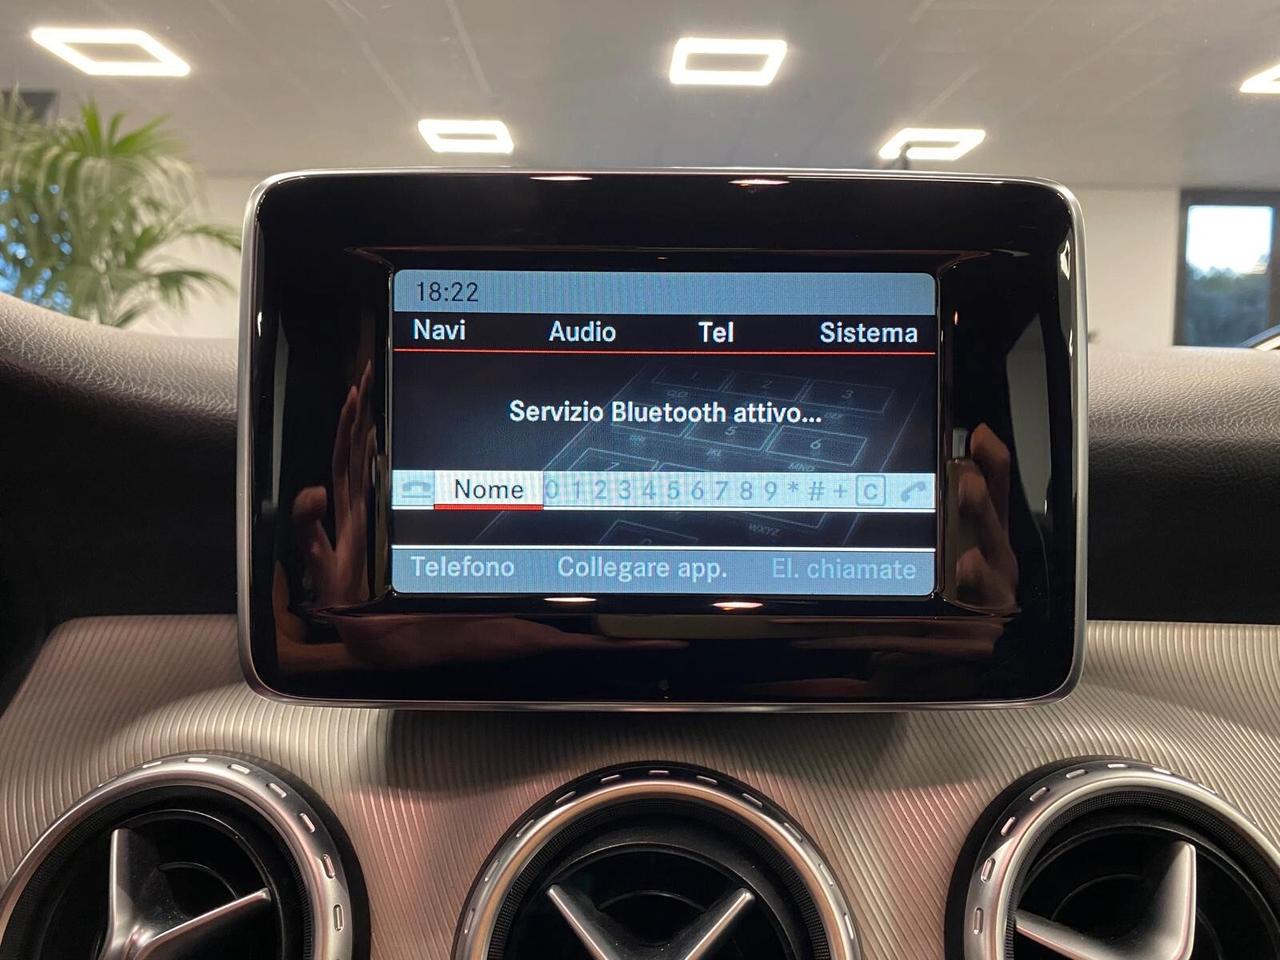 18:22
Navi Audio Tel Sistema
Servizio Bluetooth attivo...
Nome 0 1 2 3 4 5 6 7 8 9 * # + C
Telefono Collegare app. El. chiamate